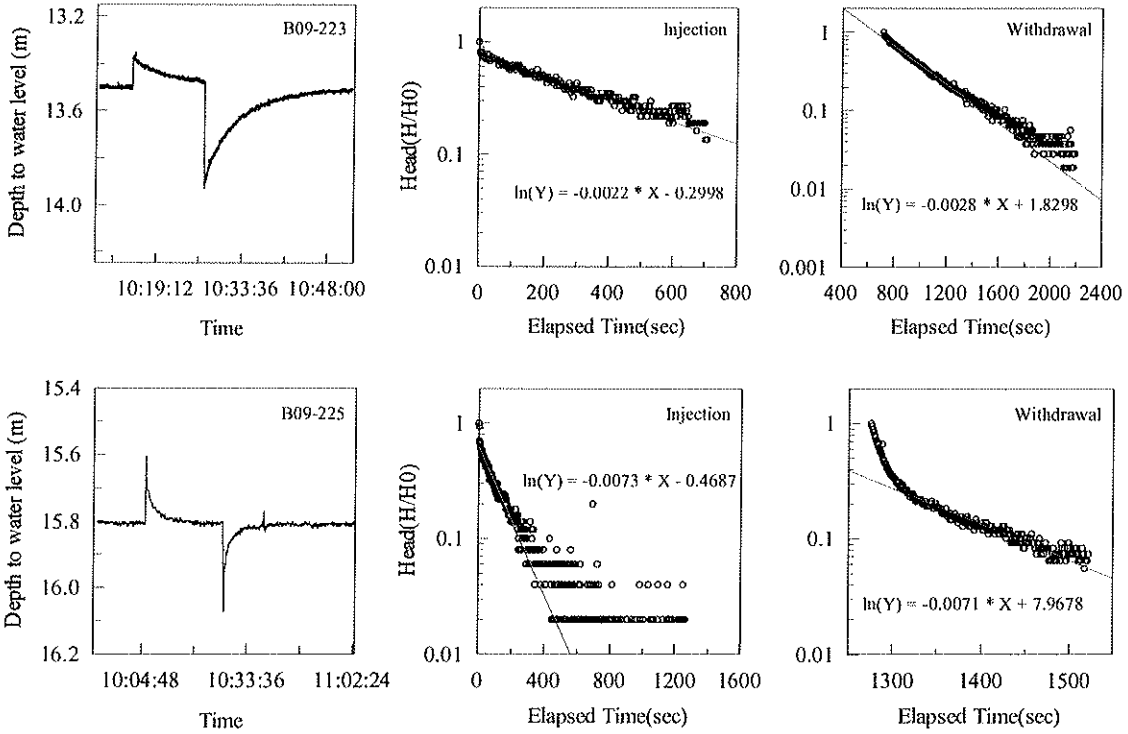 B09-223
Depth to water level (m)
13.2
13.6
14.0
10:19:12 10:33:36 10:48:00
Time
Injection
Head(H/H0)
1
0.1
0.01
ln(Y) = -0.0022 * X - 0.2998
0 200 400 600 800
Elapsed Time(sec)
Withdrawal
1
0.1
0.01
0.001
ln(Y) = -0.0028 * X + 1.8298
400 800 1200 1600 2000 2400
Elapsed Time(sec)
B09-225
Depth to water level (m)
15.4
15.6
15.8
16.0
16.2
10:04:48 10:33:36 11:02:24
Time
Injection
Head(H/H0)
1
0.1
0.01
ln(Y) = -0.0073 * X - 0.4687
0 400 800 1200 1600
Elapsed Time(sec)
Withdrawal
1
0.1
0.01
ln(Y) = -0.0071 * X + 7.9678
1300 1400 1500
Elapsed Time(sec)